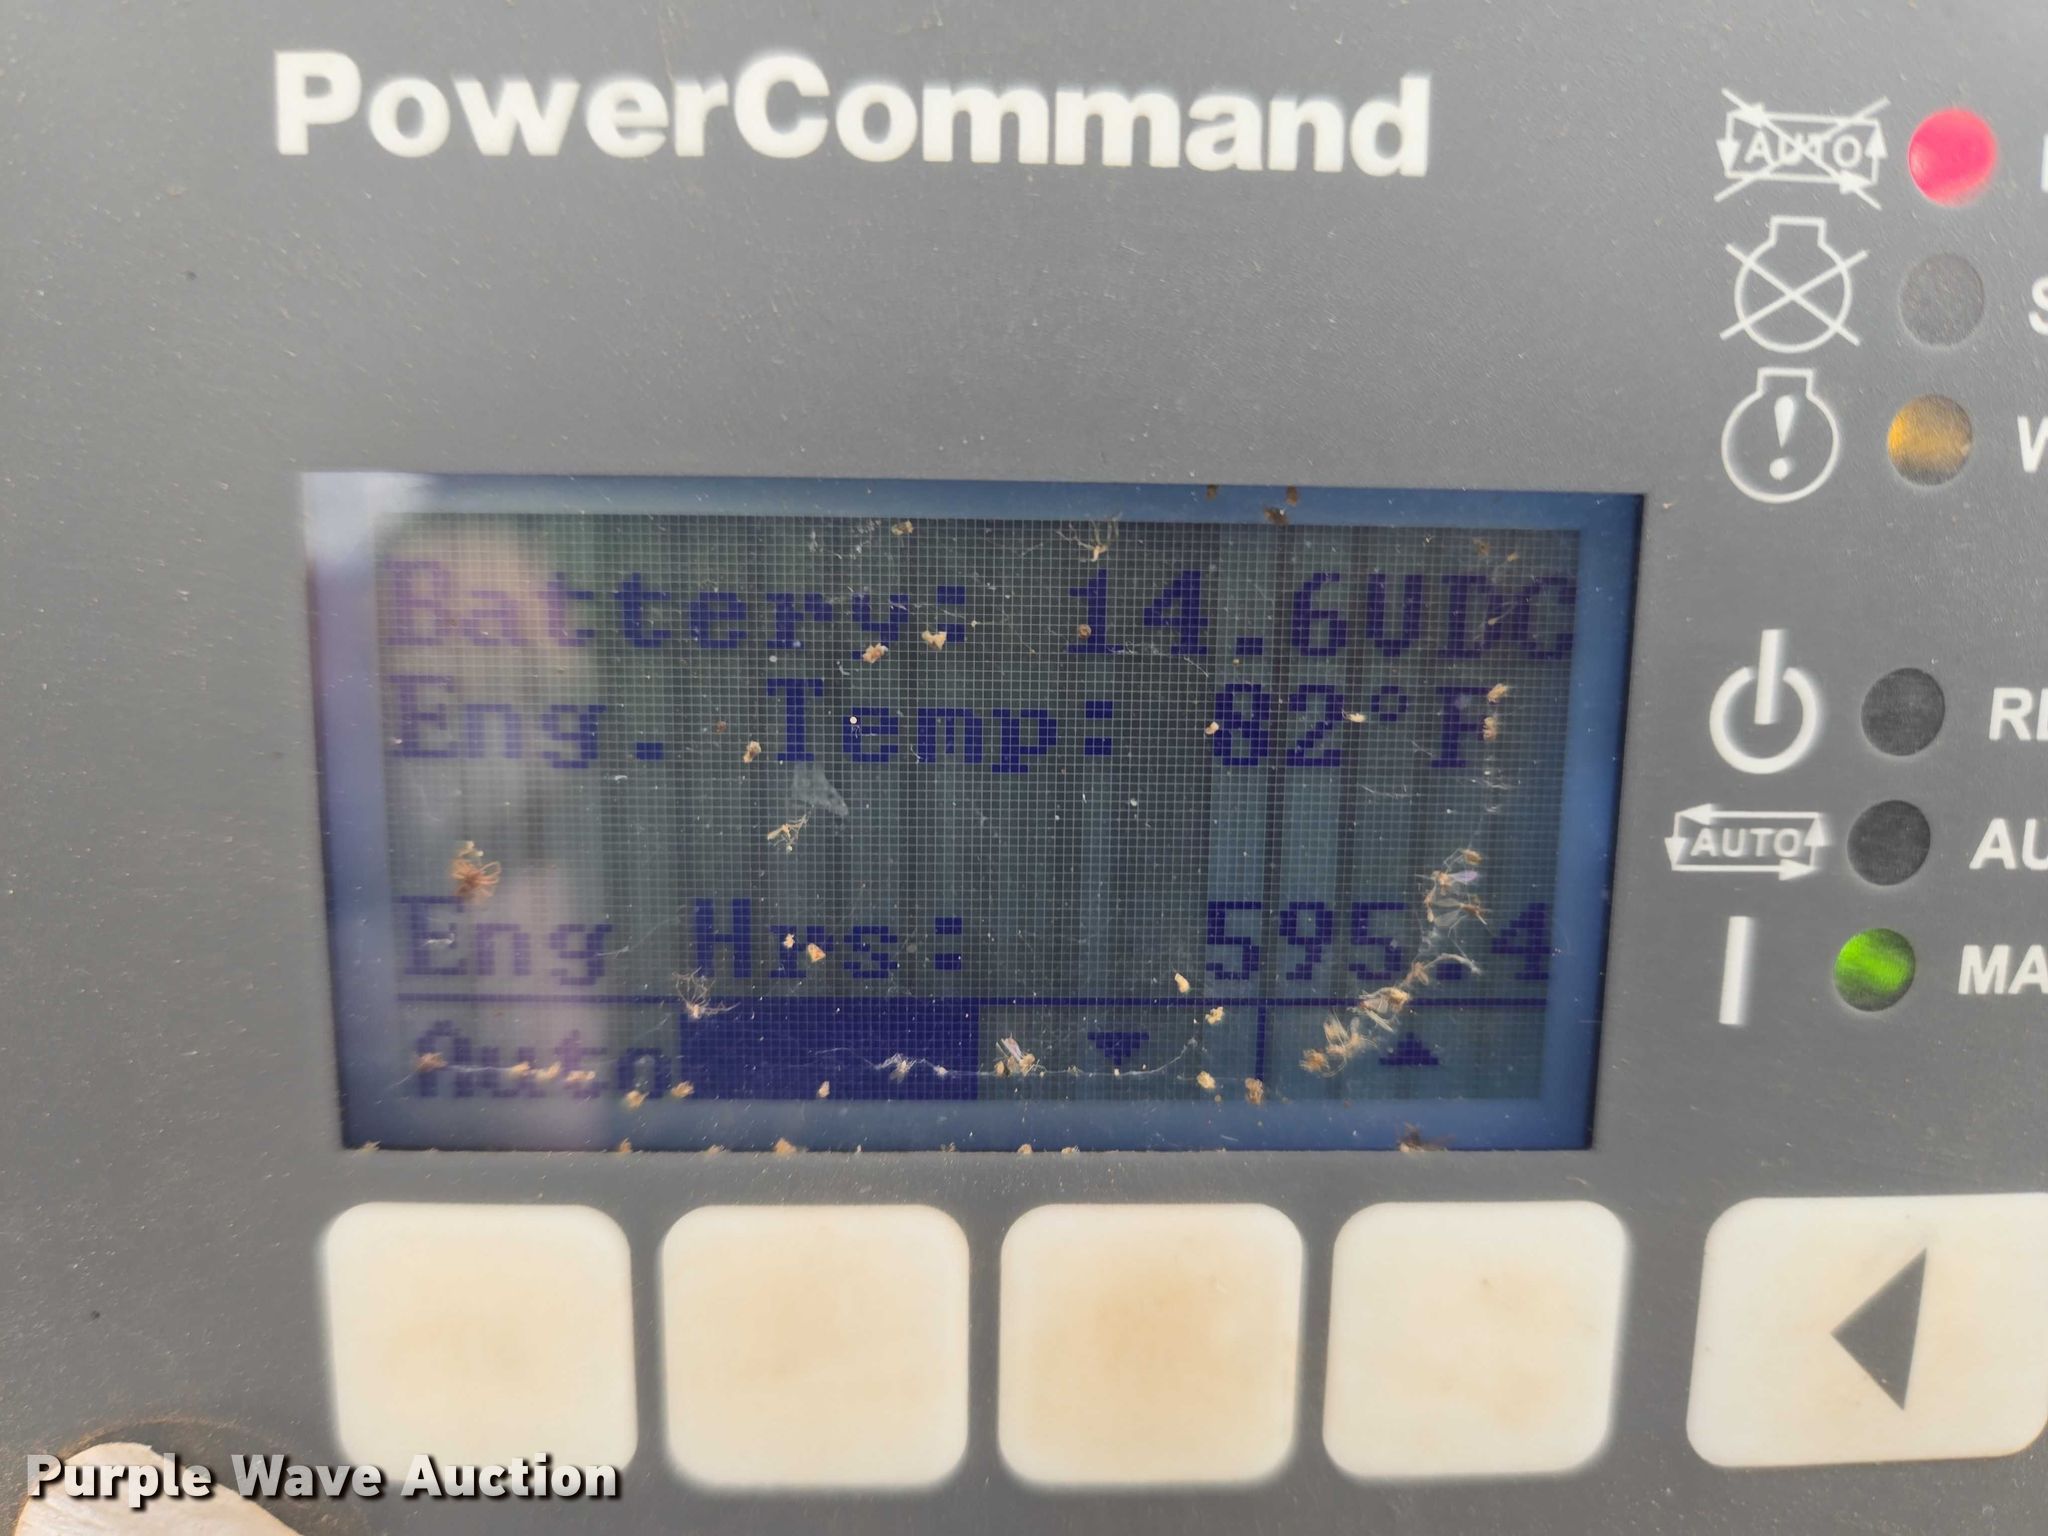 PowerCommand
AUTO
Battery: 14.6VDC
Eng. Temp: 82°F
Eng Hrs: 595.4
Auto
AUTO
Purple Wave Auction